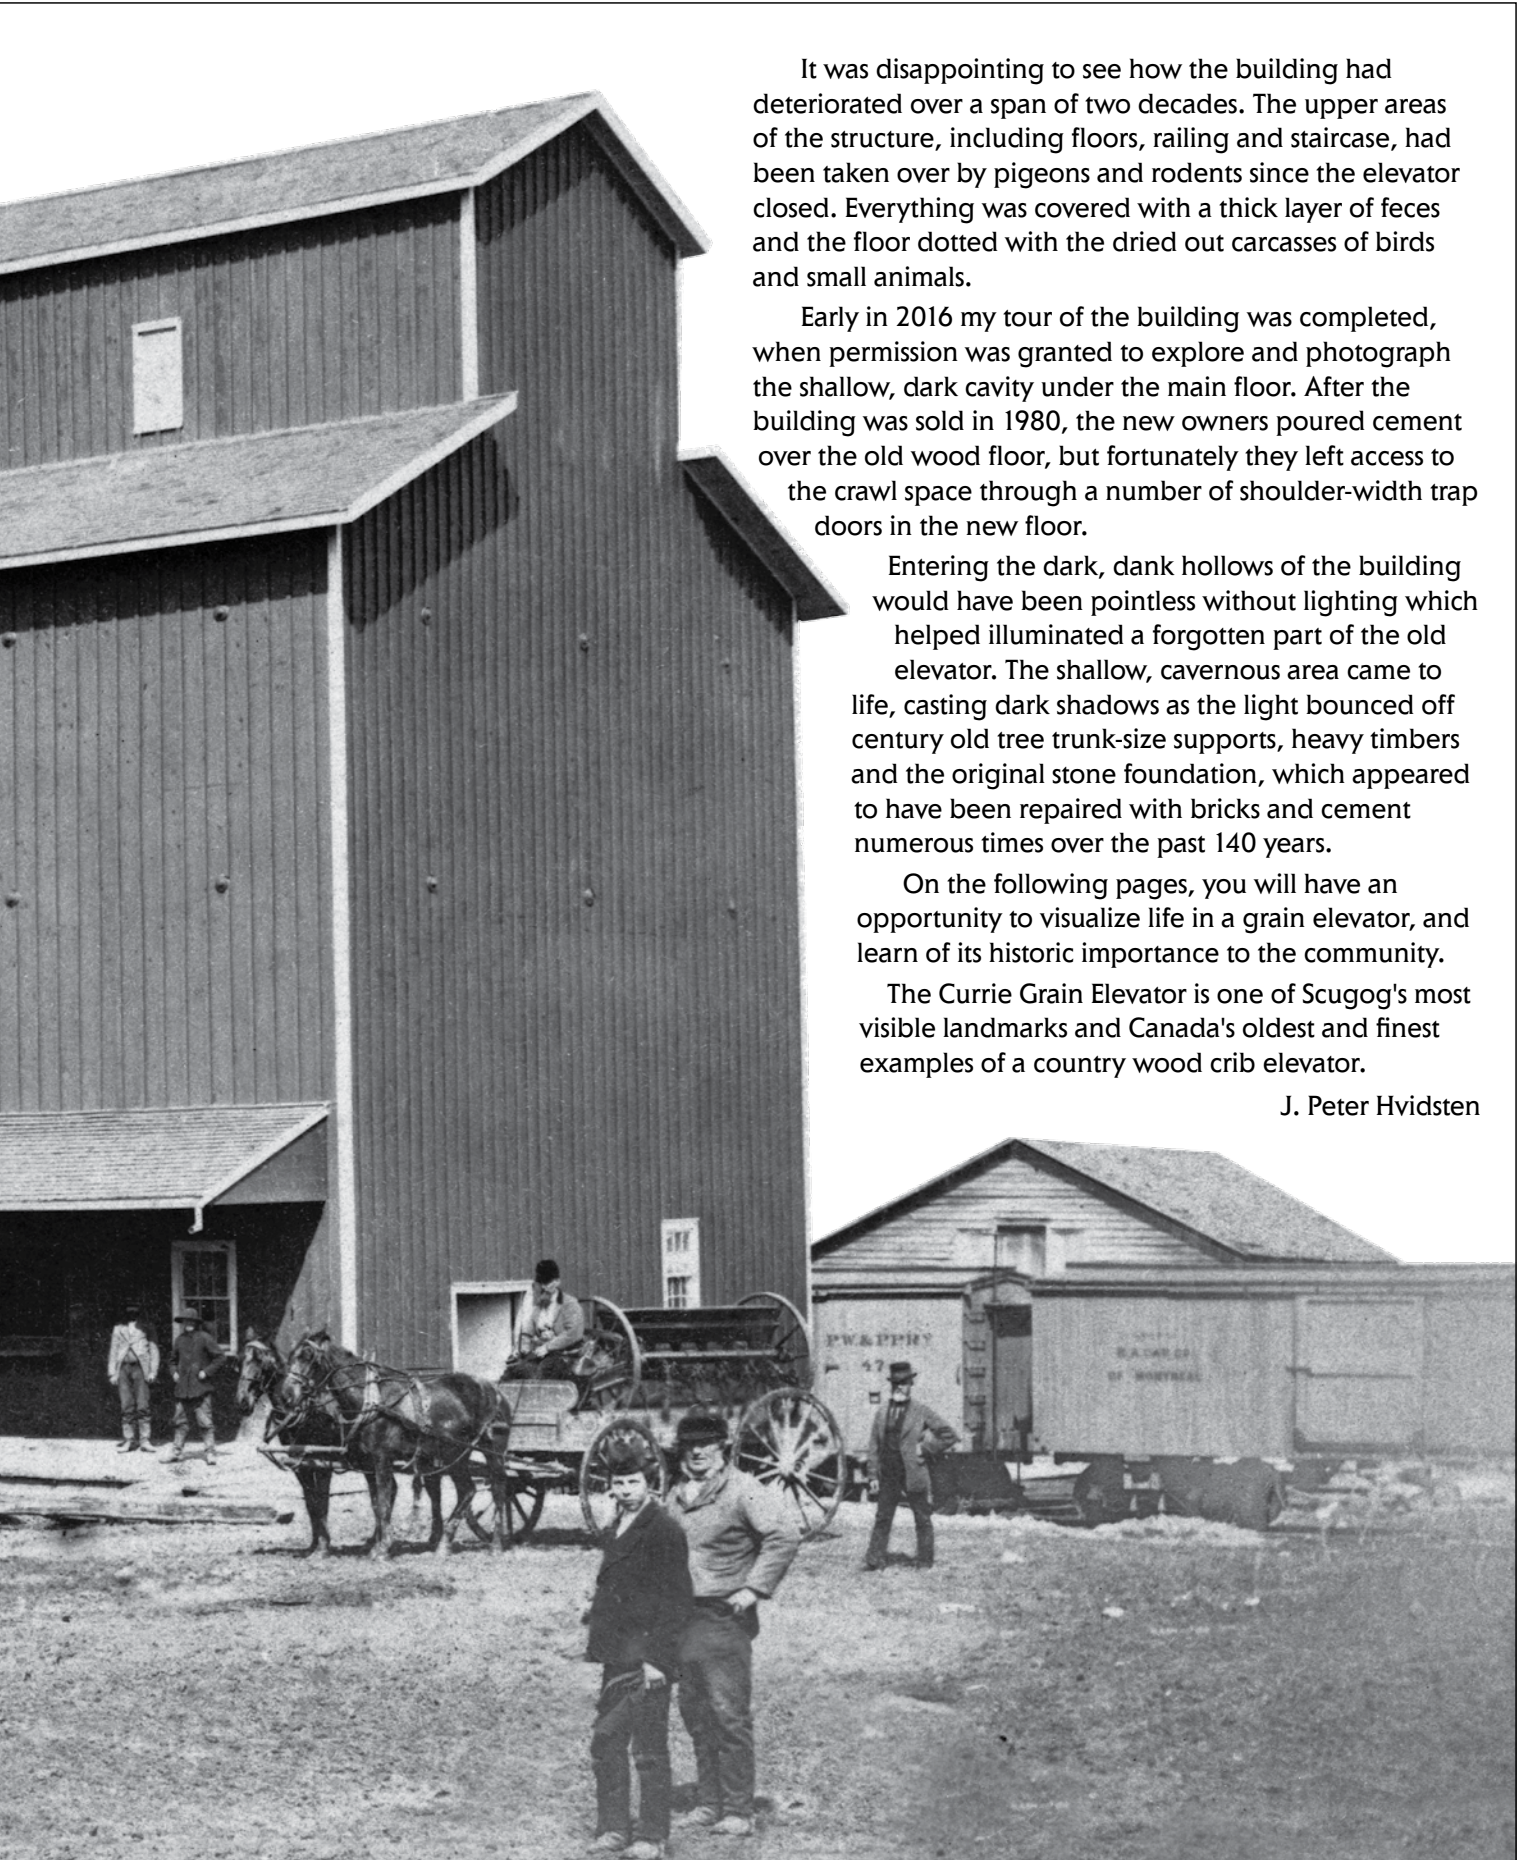 It was disappointing to see how the building had
deteriorated over a span of two decades. The upper areas
of the structure, including floors, railing and staircase, had
been taken over by pigeons and rodents since the elevator
closed. Everything was covered with a thick layer of feces
and the floor dotted with the dried out carcasses of birds
and small animals.
Early in 2016 my tour of the building was completed,
when permission was granted to explore and photograph
the shallow, dark cavity under the main floor. After the
building was sold in 1980, the new owners poured cement
over the old wood floor, but fortunately they left access to
the crawl space through a number of shoulder-width trap
doors in the new floor.
Entering the dark, dank hollows of the building
would have been pointless without lighting which
helped illuminated a forgotten part of the old
elevator. The shallow, cavernous area came to
life, casting dark shadows as the light bounced off
century old tree trunk-size supports, heavy timbers
and the original stone foundation, which appeared
to have been repaired with bricks and cement
numerous times over the past 140 years.
On the following pages, you will have an
opportunity to visualize life in a grain elevator, and
learn of its historic importance to the community.
The Currie Grain Elevator is one of Scugog's most
visible landmarks and Canada's oldest and finest
examples of a country wood crib elevator.
J. Peter Hvidsten
P.W.& P.P.R'Y
47
OF MONTREAL